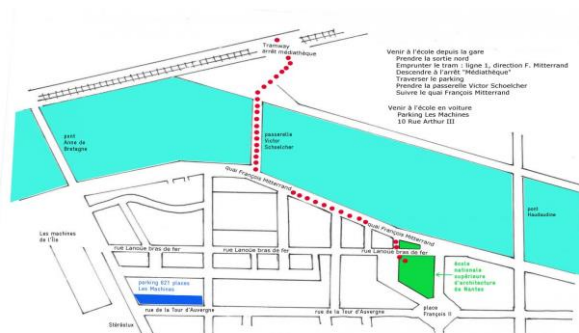 Tramway
arrêt médiathèque
Venir à l'école depuis la gare
Prendre la sortie nord
Emprunter le tram : ligne 1, direction F. Mitterrand
Descendre à l'arrêt "Médiathèque"
Traverser le parking
Prendre la passerelle Victor Schoelcher
Suivre le quai François Mitterrand
Venir à l'école en voiture
Parking Les Machines
10 Rue Arthur III
pont
Anne de
Bretagne
passerelle
Victor
Schoelcher
quai François Mitterrand
quai François Mitterrand
pont
Haudaudine
Les machines
de l'Île
rue Lanoüe bras de fer
rue Lanoüe bras de fer
rue Lanoüe bras de fer
école
nationale
supérieure
d'architecture
de Nantes
parking 027 places
Les Machines
rue de la Tour d'Auvergne
rue de la Tour d'Auvergne
place
François II
Stéréolux